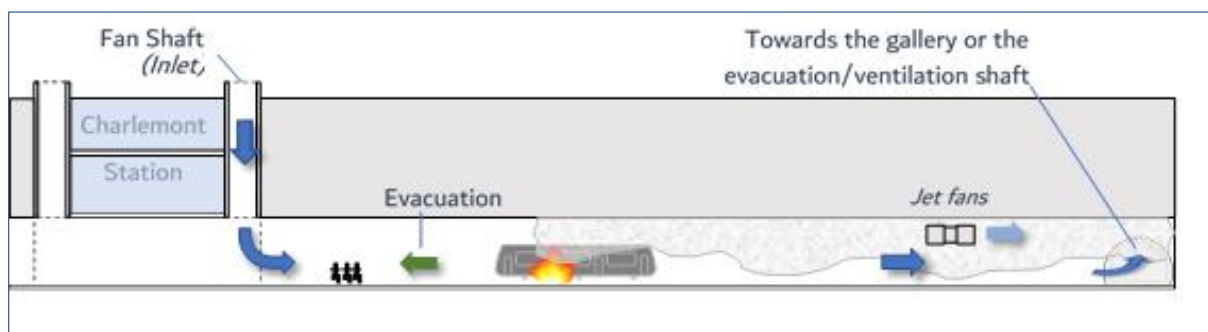 Fan Shaft
(Inlet,
Towards the gallery or the
evacuation/ventilation shaft
Charlemont
Station
Evacuation
Jet fans